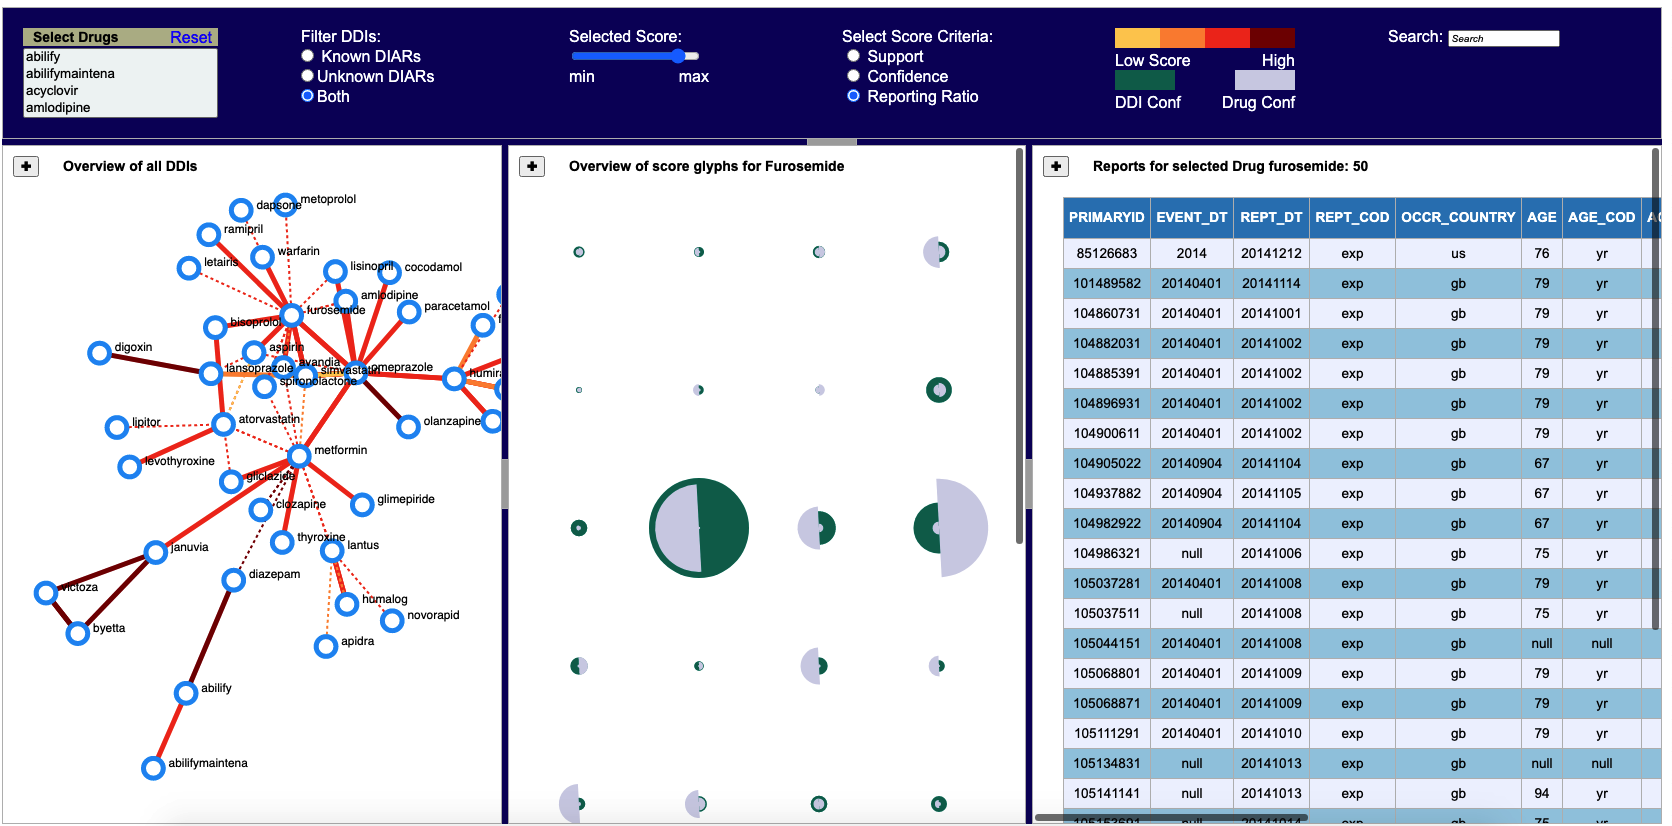 Select Drugs Reset
abilify
abilifymaintena
acyclovir
amlodipine
Filter DDIs:
Known DIARs
Unknown DIARs
Both
Selected Score:
min max
Select Score Criteria:
Support
Confidence
Reporting Ratio
Low Score High
DDI Conf Drug Conf
Search: Search
Overview of all DDIs
metoprolol
dapsone
ramipril
warfarin
letairis
lisinopril
cocodamol
amlodipine
paracetamol
furosemide
bisoprolol
digoxin
aspirin
avandia
lansoprazole
simvastatin
omeprazole
humira
spironolactone
lipitor
atorvastatin
olanzapine
levothyroxine
metformin
gliclazide
clozapine
glimepiride
thyroxine
januvia
lantus
diazepam
victoza
humalog
novorapid
byetta
apidra
abilify
abilifymaintena
Overview of score glyphs for Furosemide
Reports for selected Drug furosemide: 50
PRIMARYID EVENT_DT REPT_DT REPT_COD OCCR_COUNTRY AGE AGE_COD
85126683 2014 20141212 exp us 76 yr
101489582 20140401 20141114 exp gb 79 yr
104860731 20140401 20141001 exp gb 79 yr
104882031 20140401 20141002 exp gb 79 yr
104885391 20140401 20141002 exp gb 79 yr
104896931 20140401 20141002 exp gb 79 yr
104900611 20140401 20141002 exp gb 79 yr
104905022 20140904 20141104 exp gb 67 yr
104937882 20140904 20141105 exp gb 67 yr
104982922 20140904 20141104 exp gb 67 yr
104986321 null 20141006 exp gb 75 yr
105037281 20140401 20141008 exp gb 79 yr
105037511 null 20141008 exp gb 75 yr
105044151 20140401 20141008 exp gb null null
105068801 20140401 20141009 exp gb 79 yr
105068871 20140401 20141009 exp gb 79 yr
105111291 20140401 20141010 exp gb 79 yr
105134831 null 20141013 exp gb null null
105141141 null 20141013 exp gb 94 yr